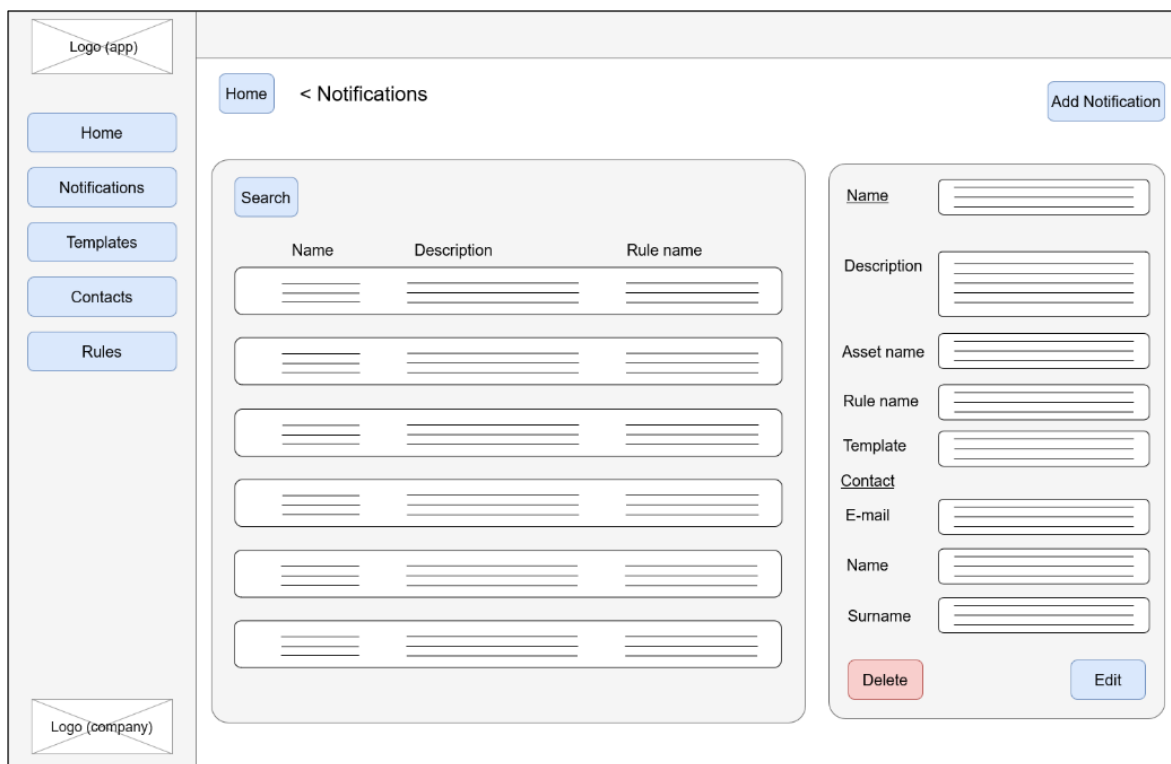 Logo (app)
Home
Notifications
Templates
Contacts
Rules
Logo (company)
Home < Notifications
Add Notification
Search
Name Description Rule name
Name
Description
Asset name
Rule name
Template
Contact
E-mail
Name
Surname
Delete Edit